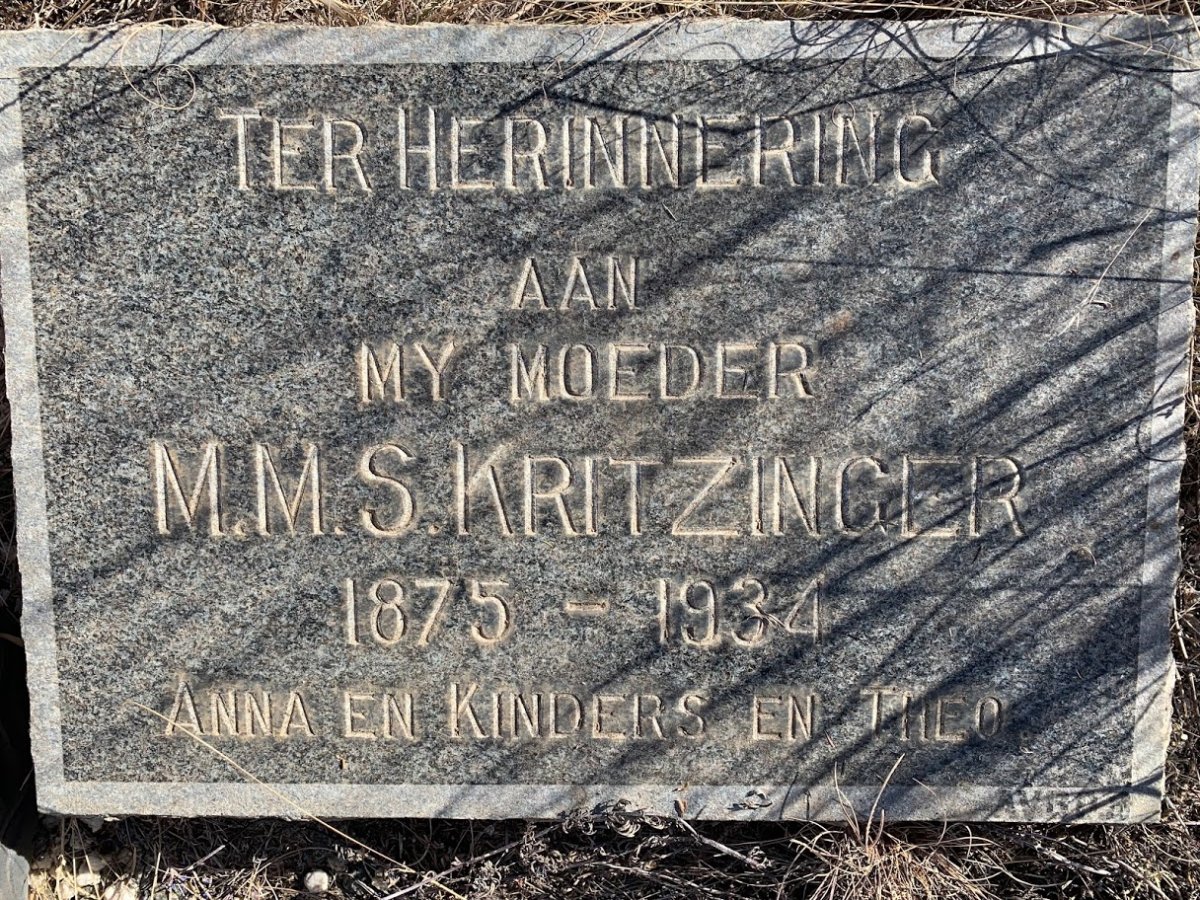 TER HERINNERING
AAN
MY MOEDER
M.M.S. KRITZINGER
1875 – 1934
ANNA EN KINDERS EN THEO.